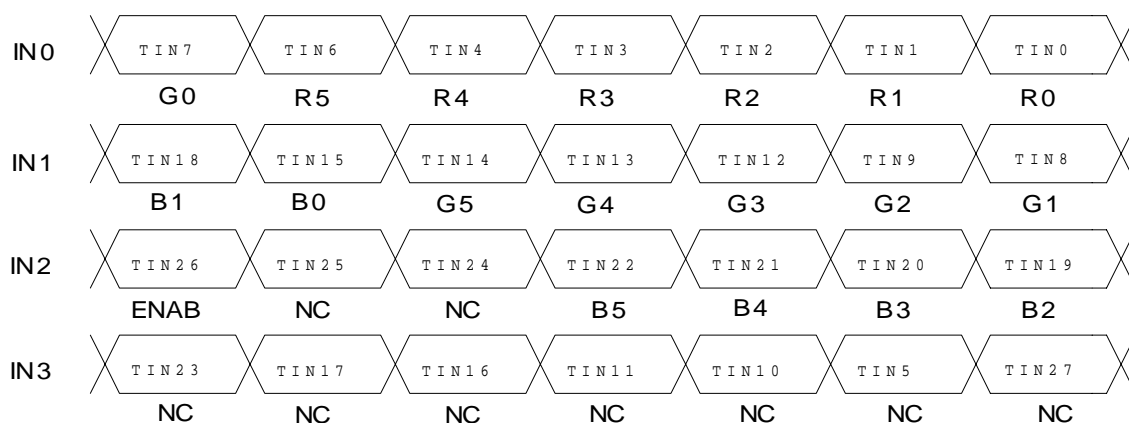 IN0 TIN7 TIN6 TIN4 TIN3 TIN2 TIN1 TIN0
G0 R5 R4 R3 R2 R1 R0
IN1 TIN18 TIN15 TIN14 TIN13 TIN12 TIN9 TIN8
B1 B0 G5 G4 G3 G2 G1
IN2 TIN26 TIN25 TIN24 TIN22 TIN21 TIN20 TIN19
ENAB NC NC B5 B4 B3 B2
IN3 TIN23 TIN17 TIN16 TIN11 TIN10 TIN5 TIN27
NC NC NC NC NC NC NC